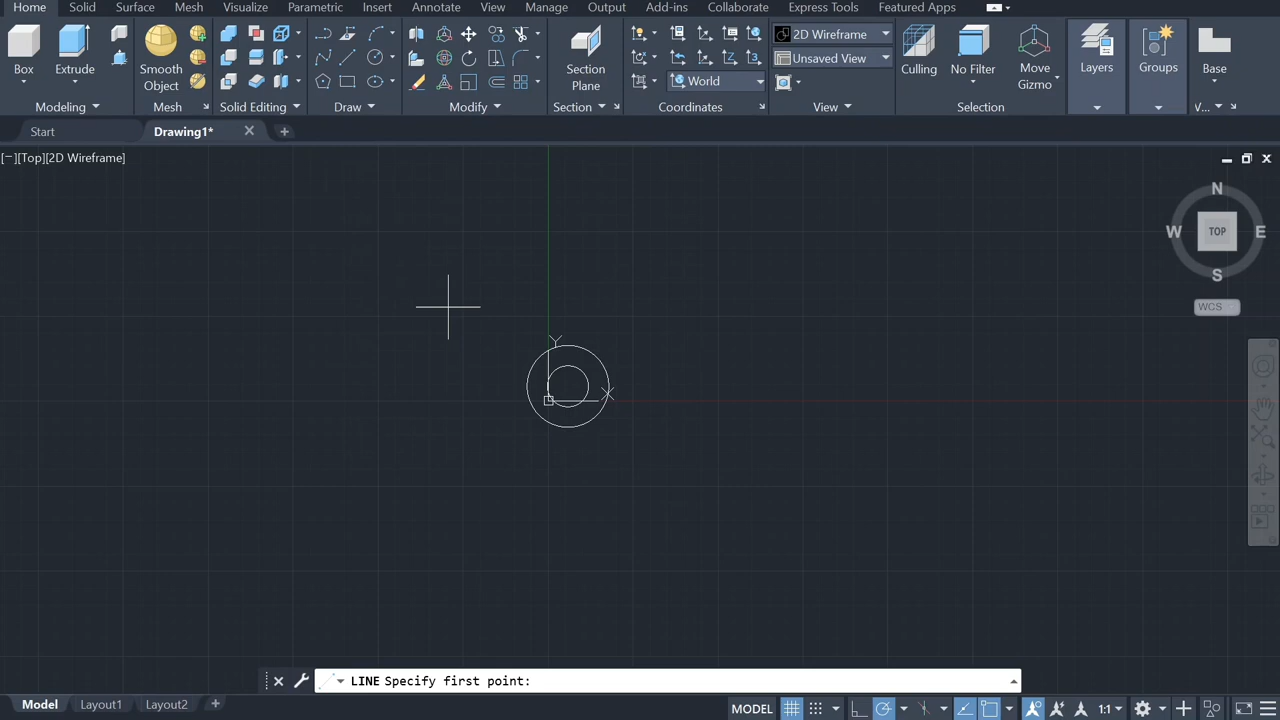 Home Solid Surface Mesh Visualize Parametric Insert Annotate View Manage Output Add-ins Collaborate Express Tools Featured Apps
Box Extrude Smooth Object Section Plane World 2D Wireframe Unsaved View Culling No Filter Move Gizmo Layers Groups Base
Modeling Mesh Solid Editing Draw Modify Section Coordinates View Selection V...
Start Drawing1*
[−][Top][2D Wireframe]
N
W TOP E
S
WCS
Y
X
LINE Specify first point:
Model Layout1 Layout2 MODEL 1:1